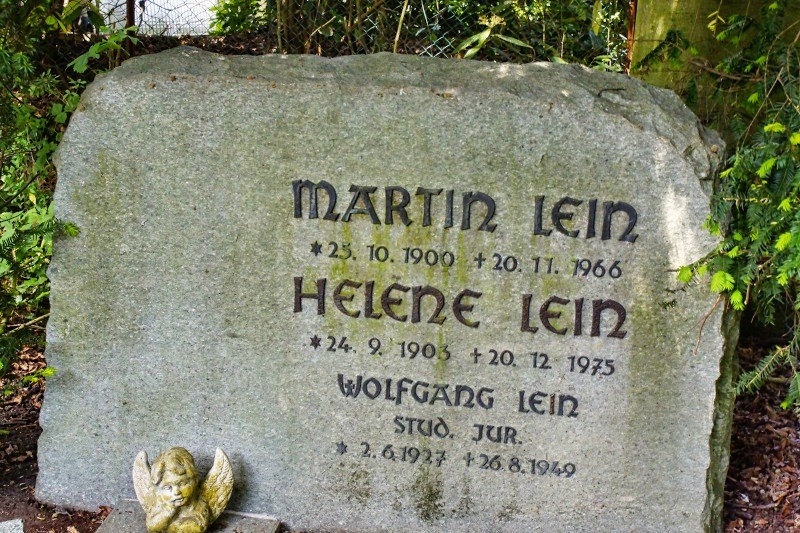 MARTIN LEIN
* 25. 10. 1900 + 20. 11. 1966
HELENE LEIN
* 24. 9. 1903 + 20. 12. 1975
WOLFGANG LEIN
STUD. JUR.
* 2.6.1927 +26.8.1949